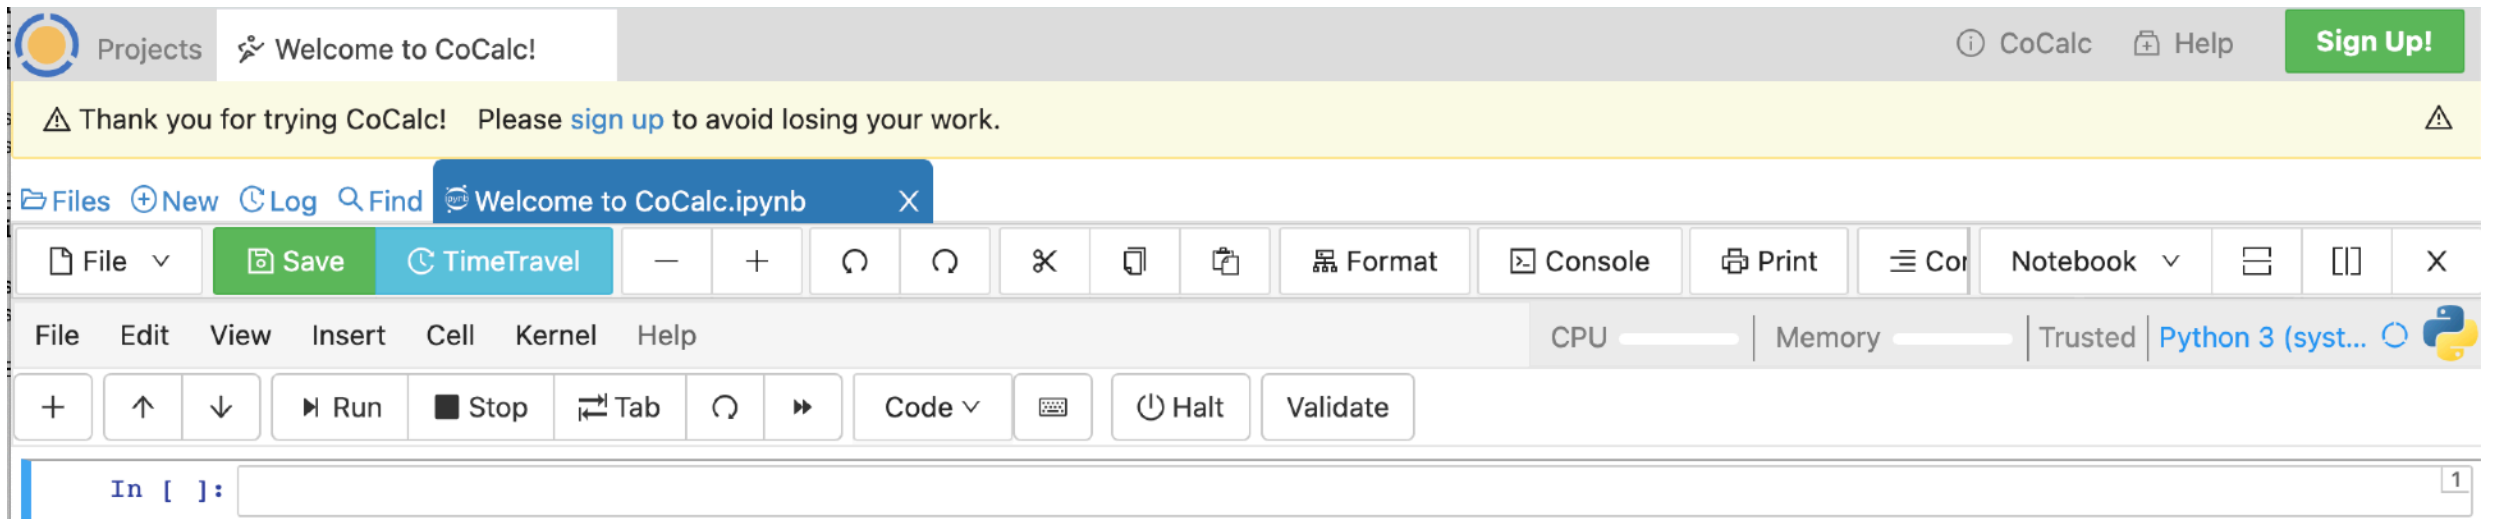 Projects Welcome to CoCalc! CoCalc Help Sign Up!
Thank you for trying CoCalc! Please sign up to avoid losing your work.
Files New Log Find Welcome to CoCalc.ipynb X
File Save TimeTravel Format Console Print Notebook X
File Edit View Insert Cell Kernel Help CPU Memory Trusted Python 3 (syst...
Run Stop Tab Code Halt Validate
In [ ]: 1